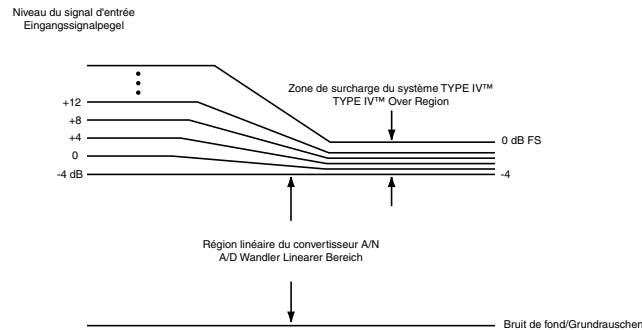 Niveau du signal d'entrée
Eingangssignalpegel
Zone de surcharge du système TYPE IV™
TYPE IV™ Over Region
+12
+8
+4
0
-4 dB
0 dB FS
-4
Région linéaire du convertisseur A/N
A/D Wandler Linearer Bereich
Bruit de fond/Grundrauschen